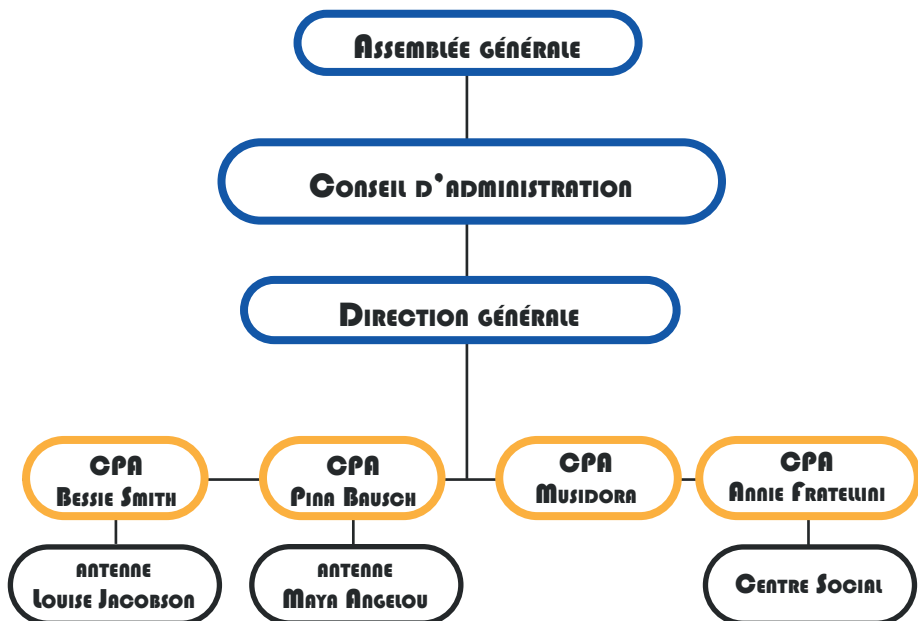 Assemblée générale
Conseil d'administration
Direction générale
CPA
Bessie Smith
CPA
Pina Bausch
CPA
Musidora
CPA
Annie Fratellini
antenne
Louise Jacobson
antenne
Maya Angelou
Centre Social